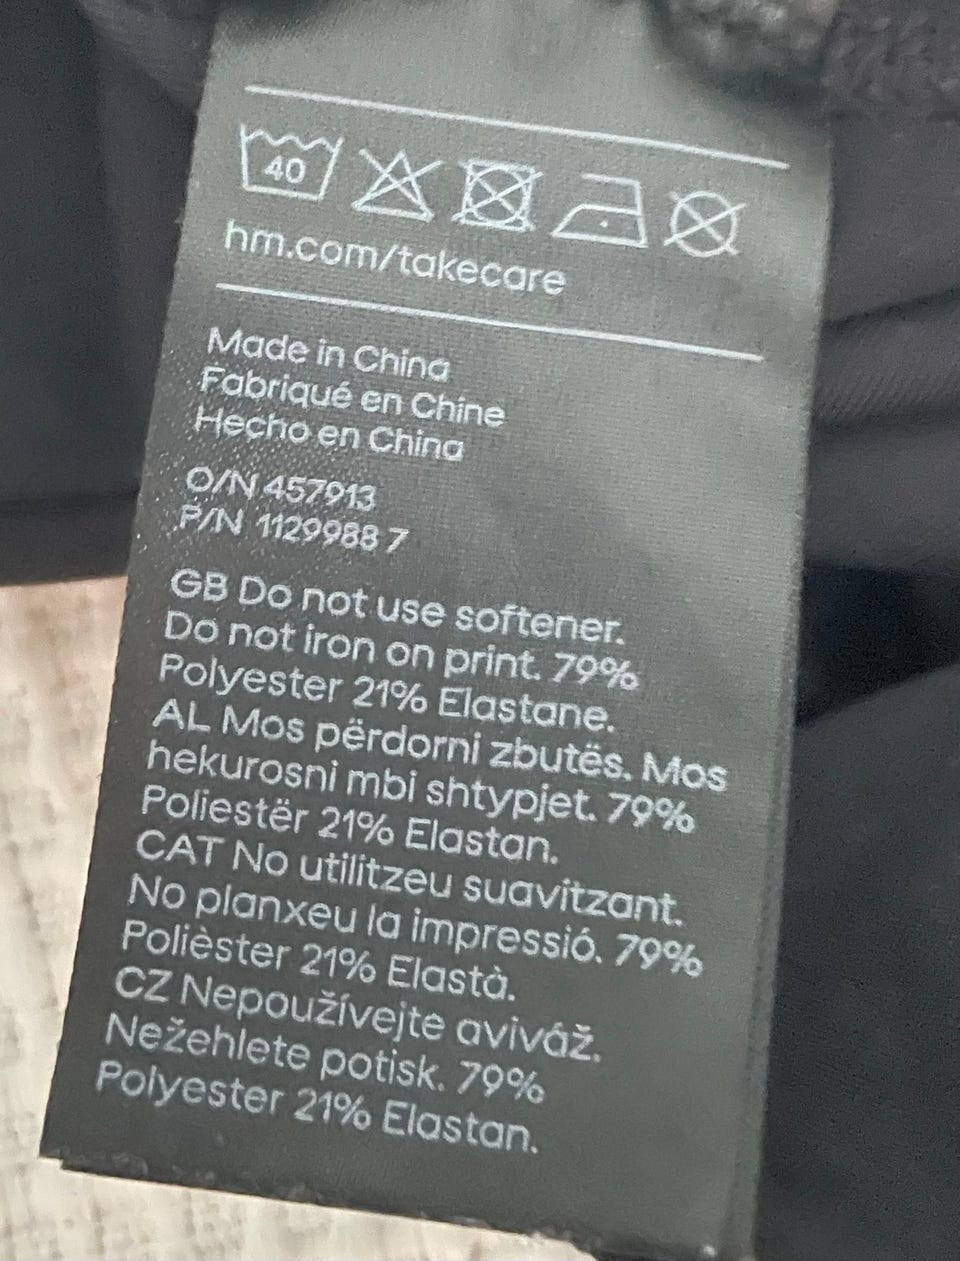 40
hm.com/takecare
Made in China
Fabriqué en Chine
Hecho en China
O/N 457913
P/N 1129988 7
GB Do not use softener.
Do not iron on print. 79%
Polyester 21% Elastane.
AL Mos përdorni zbutës. Mos
hekurosni mbi shtypjet. 79%
Poliestër 21% Elastan.
CAT No utilitzeu suavitzant.
No planxeu la impressió. 79%
Polièster 21% Elastà.
CZ Nepoužívejte aviváž.
Nežehlete potisk. 79%
Polyester 21% Elastan.